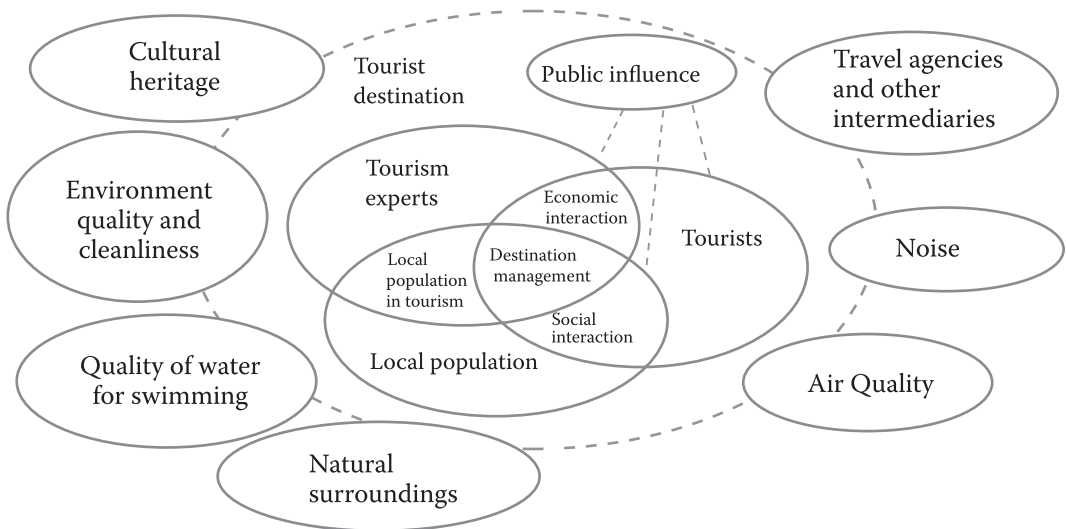 Cultural
heritage
Tourist
destination
Public influence
Travel agencies
and other
intermediaries
Environment
quality and
cleanliness
Tourism
experts
Economic
interaction
Tourists
Noise
Local
population
in tourism
Destination
management
Social
interaction
Local population
Quality of water
for swimming
Air Quality
Natural
surroundings